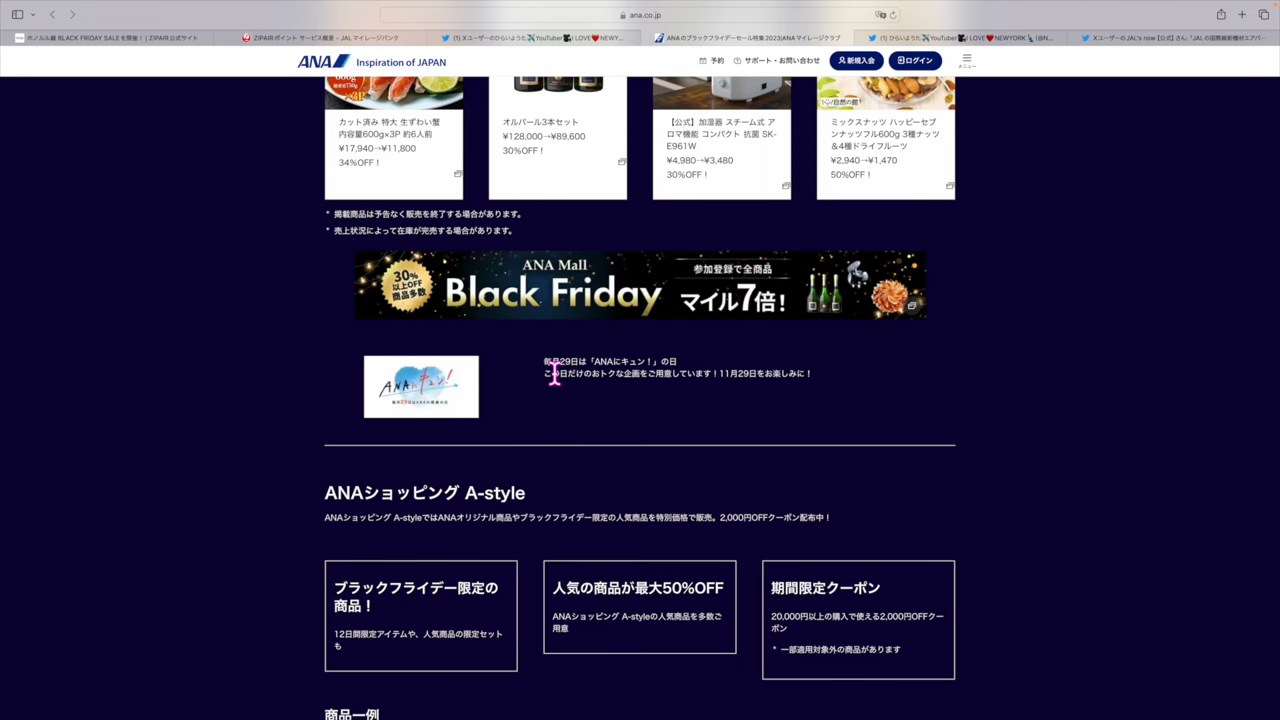 ana.co.jp
ホノルル線 BLACK FRIDAY SALEを開催！ | ZIPAIR公式サイト
ZIPAIRポイント サービス概要 - JALマイレージバンク
(1) Xユーザーのひらいようた✈️YouTuber🎥I LOVE❤️NEWY...
ANAのブラックフライデーセール特集2023|ANAマイレージクラブ
(1) ひらいようた✈️YouTuber🎥I LOVE❤️NEWYORK🗽(@N...
Xユーザーの JAL's now【公式】さん:「JALの国際線新機材エアバ...
ANA Inspiration of JAPAN
予約
サポート・お問い合わせ
新規入会
ログイン
メニュー
600g
×3P
自然の館
カット済み 特大 生ずわい蟹
内容量600g×3P 約6人前
¥17,940→¥11,800
34%OFF！
オルパール3本セット
¥128,000→¥89,600
30%OFF！
【公式】加湿器 スチーム式 ア
ロマ機能 コンパクト 抗菌 SK-
E961W
¥4,980→¥3,480
30%OFF！
ミックスナッツ ハッピーセブ
ンナッツフル600g 3種ナッツ
＆4種ドライフルーツ
¥2,940→¥1,470
50%OFF！
* 掲載商品は予告なく販売を終了する場合があります。
* 売上状況によって在庫が完売する場合があります。
30%
以上OFF
商品多数
ANA Mall
Black Friday
参加登録で全商品
マイル7倍！
ANAにキュン！
毎月29日はANAの感謝の日
毎月29日は「ANAにキュン！」の日
この日だけのおトクな企画をご用意しています！11月29日をお楽しみに！
ANAショッピング A-style
ANAショッピング A-styleではANAオリジナル商品やブラックフライデー限定の人気商品を特別価格で販売。2,000円OFFクーポン配布中！
ブラックフライデー限定の
商品！
12日間限定アイテムや、人気商品の限定セット
も
人気の商品が最大50%OFF
ANAショッピング A-styleの人気商品を多数ご
用意
期間限定クーポン
20,000円以上の購入で使える2,000円OFFクー
ポン
* 一部適用対象外の商品があります
商品一例